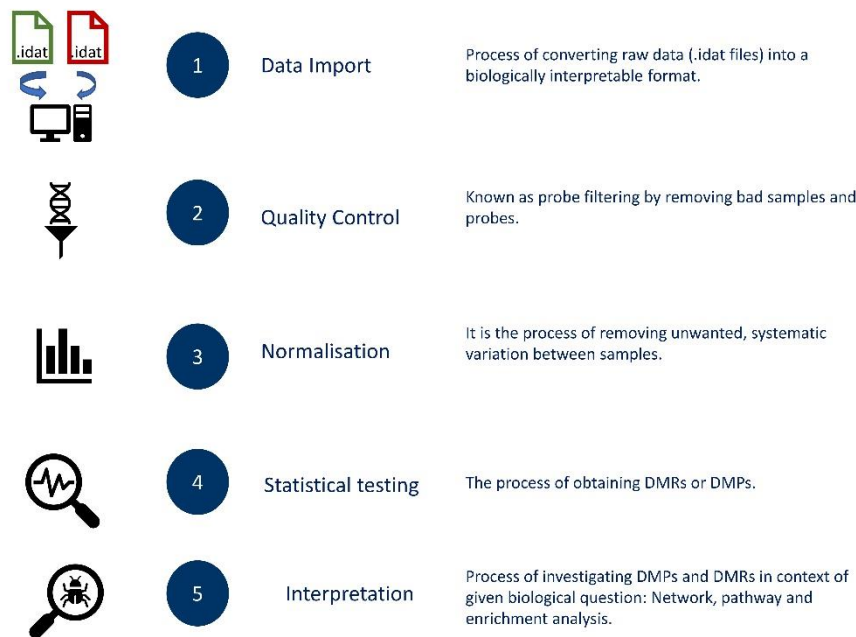 .idat
.idat
1
Data Import
Process of converting raw data (.idat files) into a
biologically interpretable format.
2
Quality Control
Known as probe filtering by removing bad samples and
probes.
3
Normalisation
It is the process of removing unwanted, systematic
variation between samples.
4
Statistical testing
The process of obtaining DMRs or DMPs.
5
Interpretation
Process of investigating DMPs and DMRs in context of
given biological question: Network, pathway and
enrichment analysis.